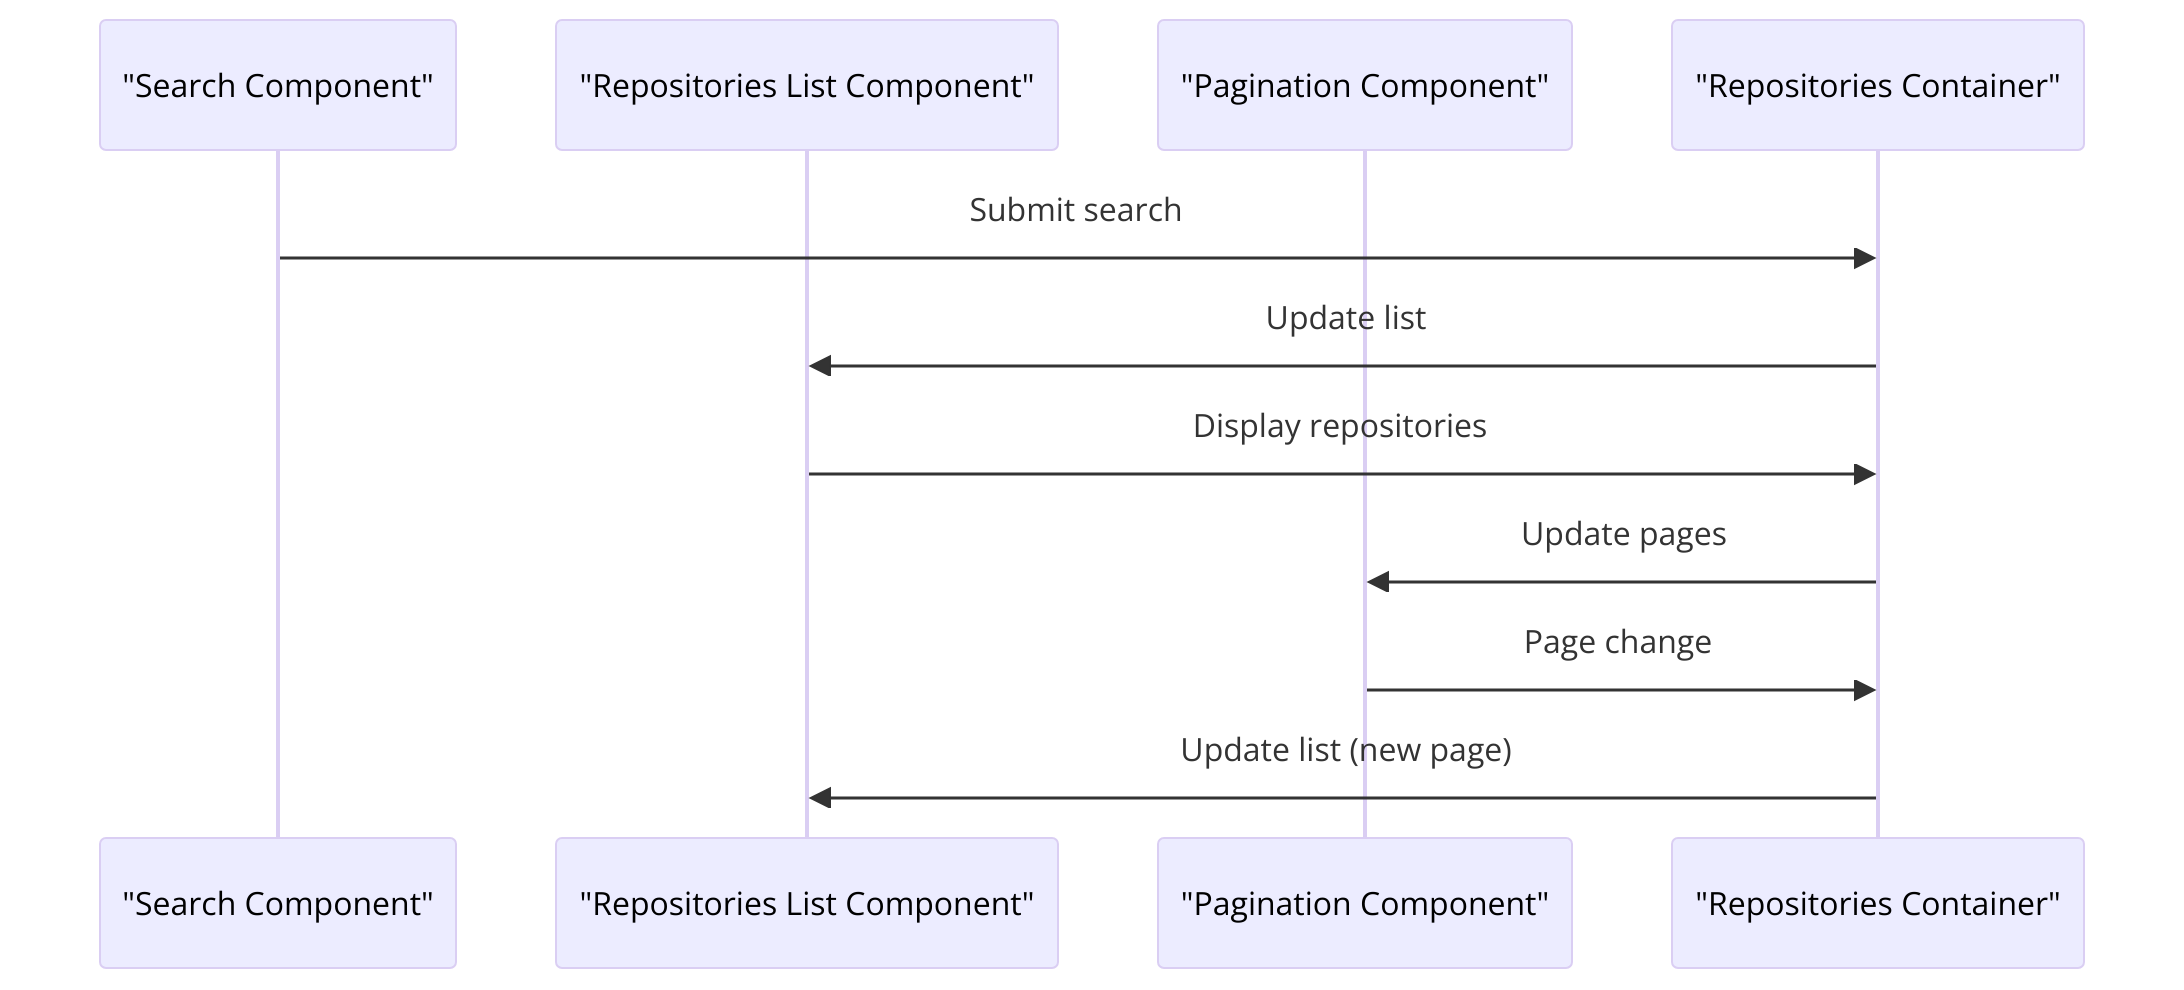 "Search Component"
"Repositories List Component"
"Pagination Component"
"Repositories Container"
Submit search
Update list
Display repositories
Update pages
Page change
Update list (new page)
"Search Component"
"Repositories List Component"
"Pagination Component"
"Repositories Container"